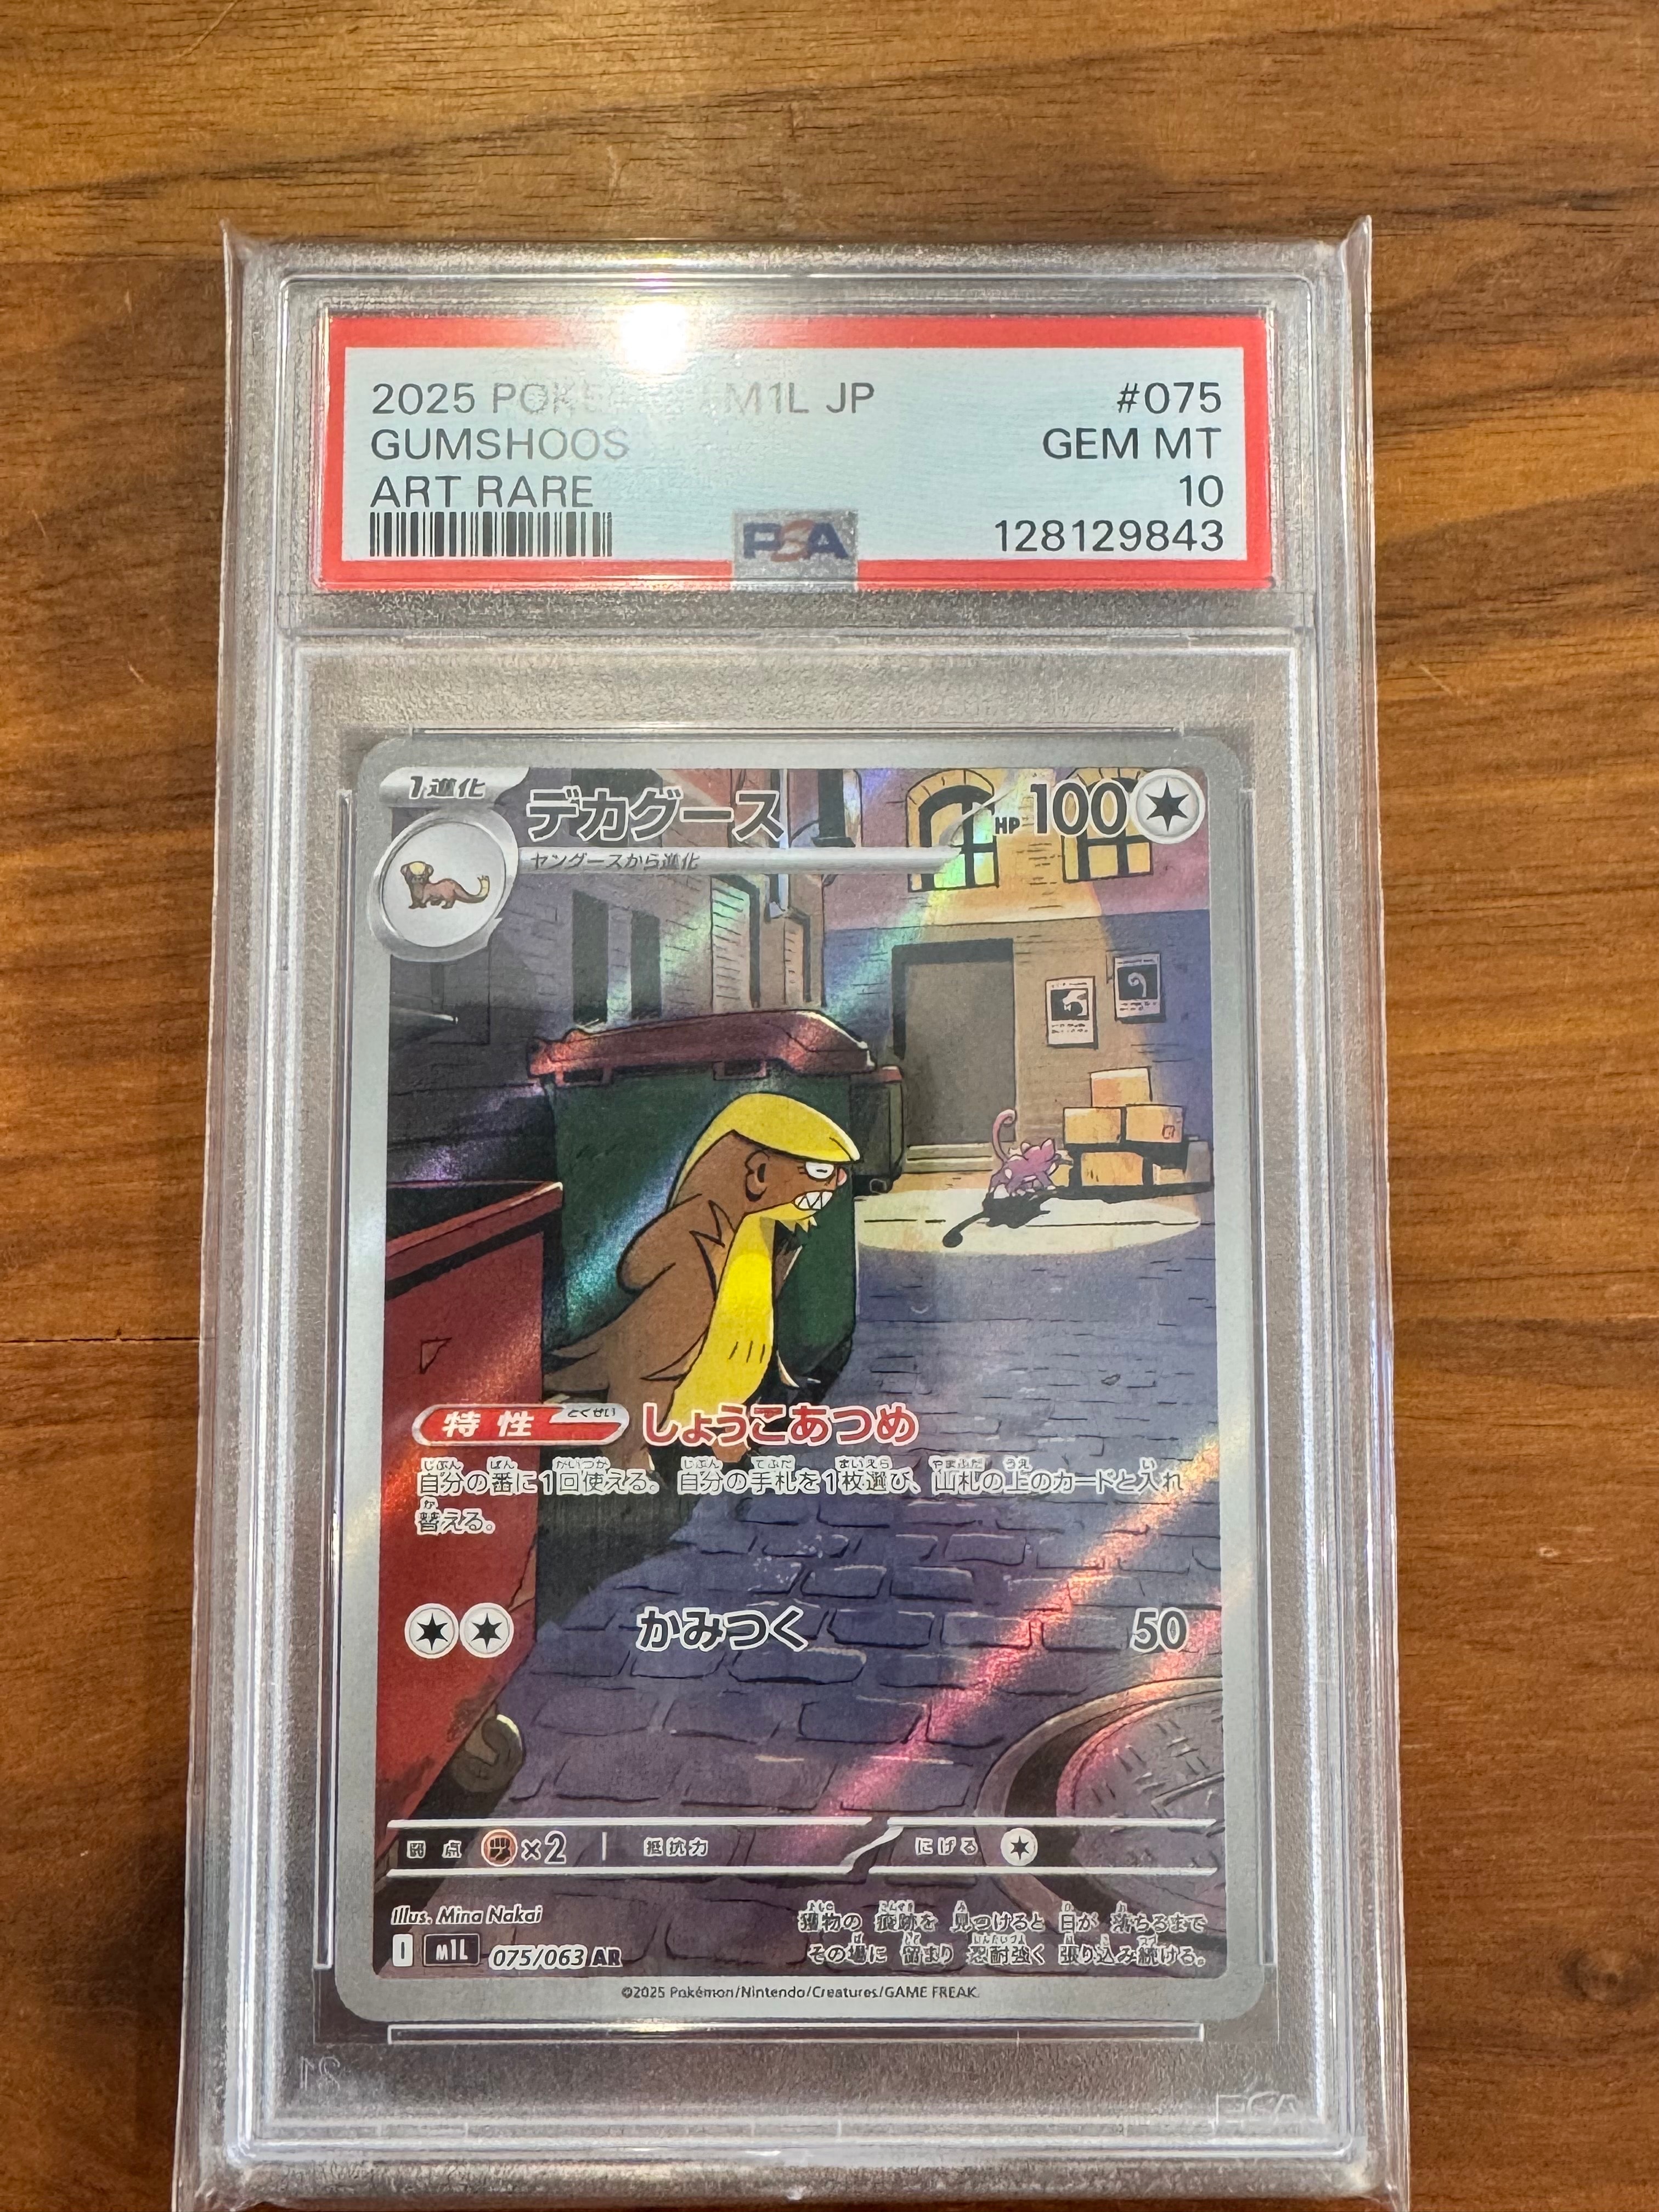 2025 POKÉ M1L JP #075
GUMSHOOS GEM MT
ART RARE 10
PSA 128129843
1進化 デカグース HP 100
ヤングースから進化
特性 とくせい しょうこあつめ
じぶん ばん かいつか じぶん てふだ まいえら やまふだ うえ い
自分の番に1回使える。自分の手札を1枚選び、山札の上のカードと入れ
か
替える。
かみつく 50
弱点 ×2 抵抗力 にげる
Illus. Mina Nakai
えもの こんせき み ひ お
獲物の 痕跡を 見つけると 日が 落ちるまで
ば とど にんたいづよ は こ つづ
その場に 留まり 忍耐強く 張り込み続ける。
I M1L 075/063 AR
©2025 Pokémon/Nintendo/Creatures/GAME FREAK.
PSA